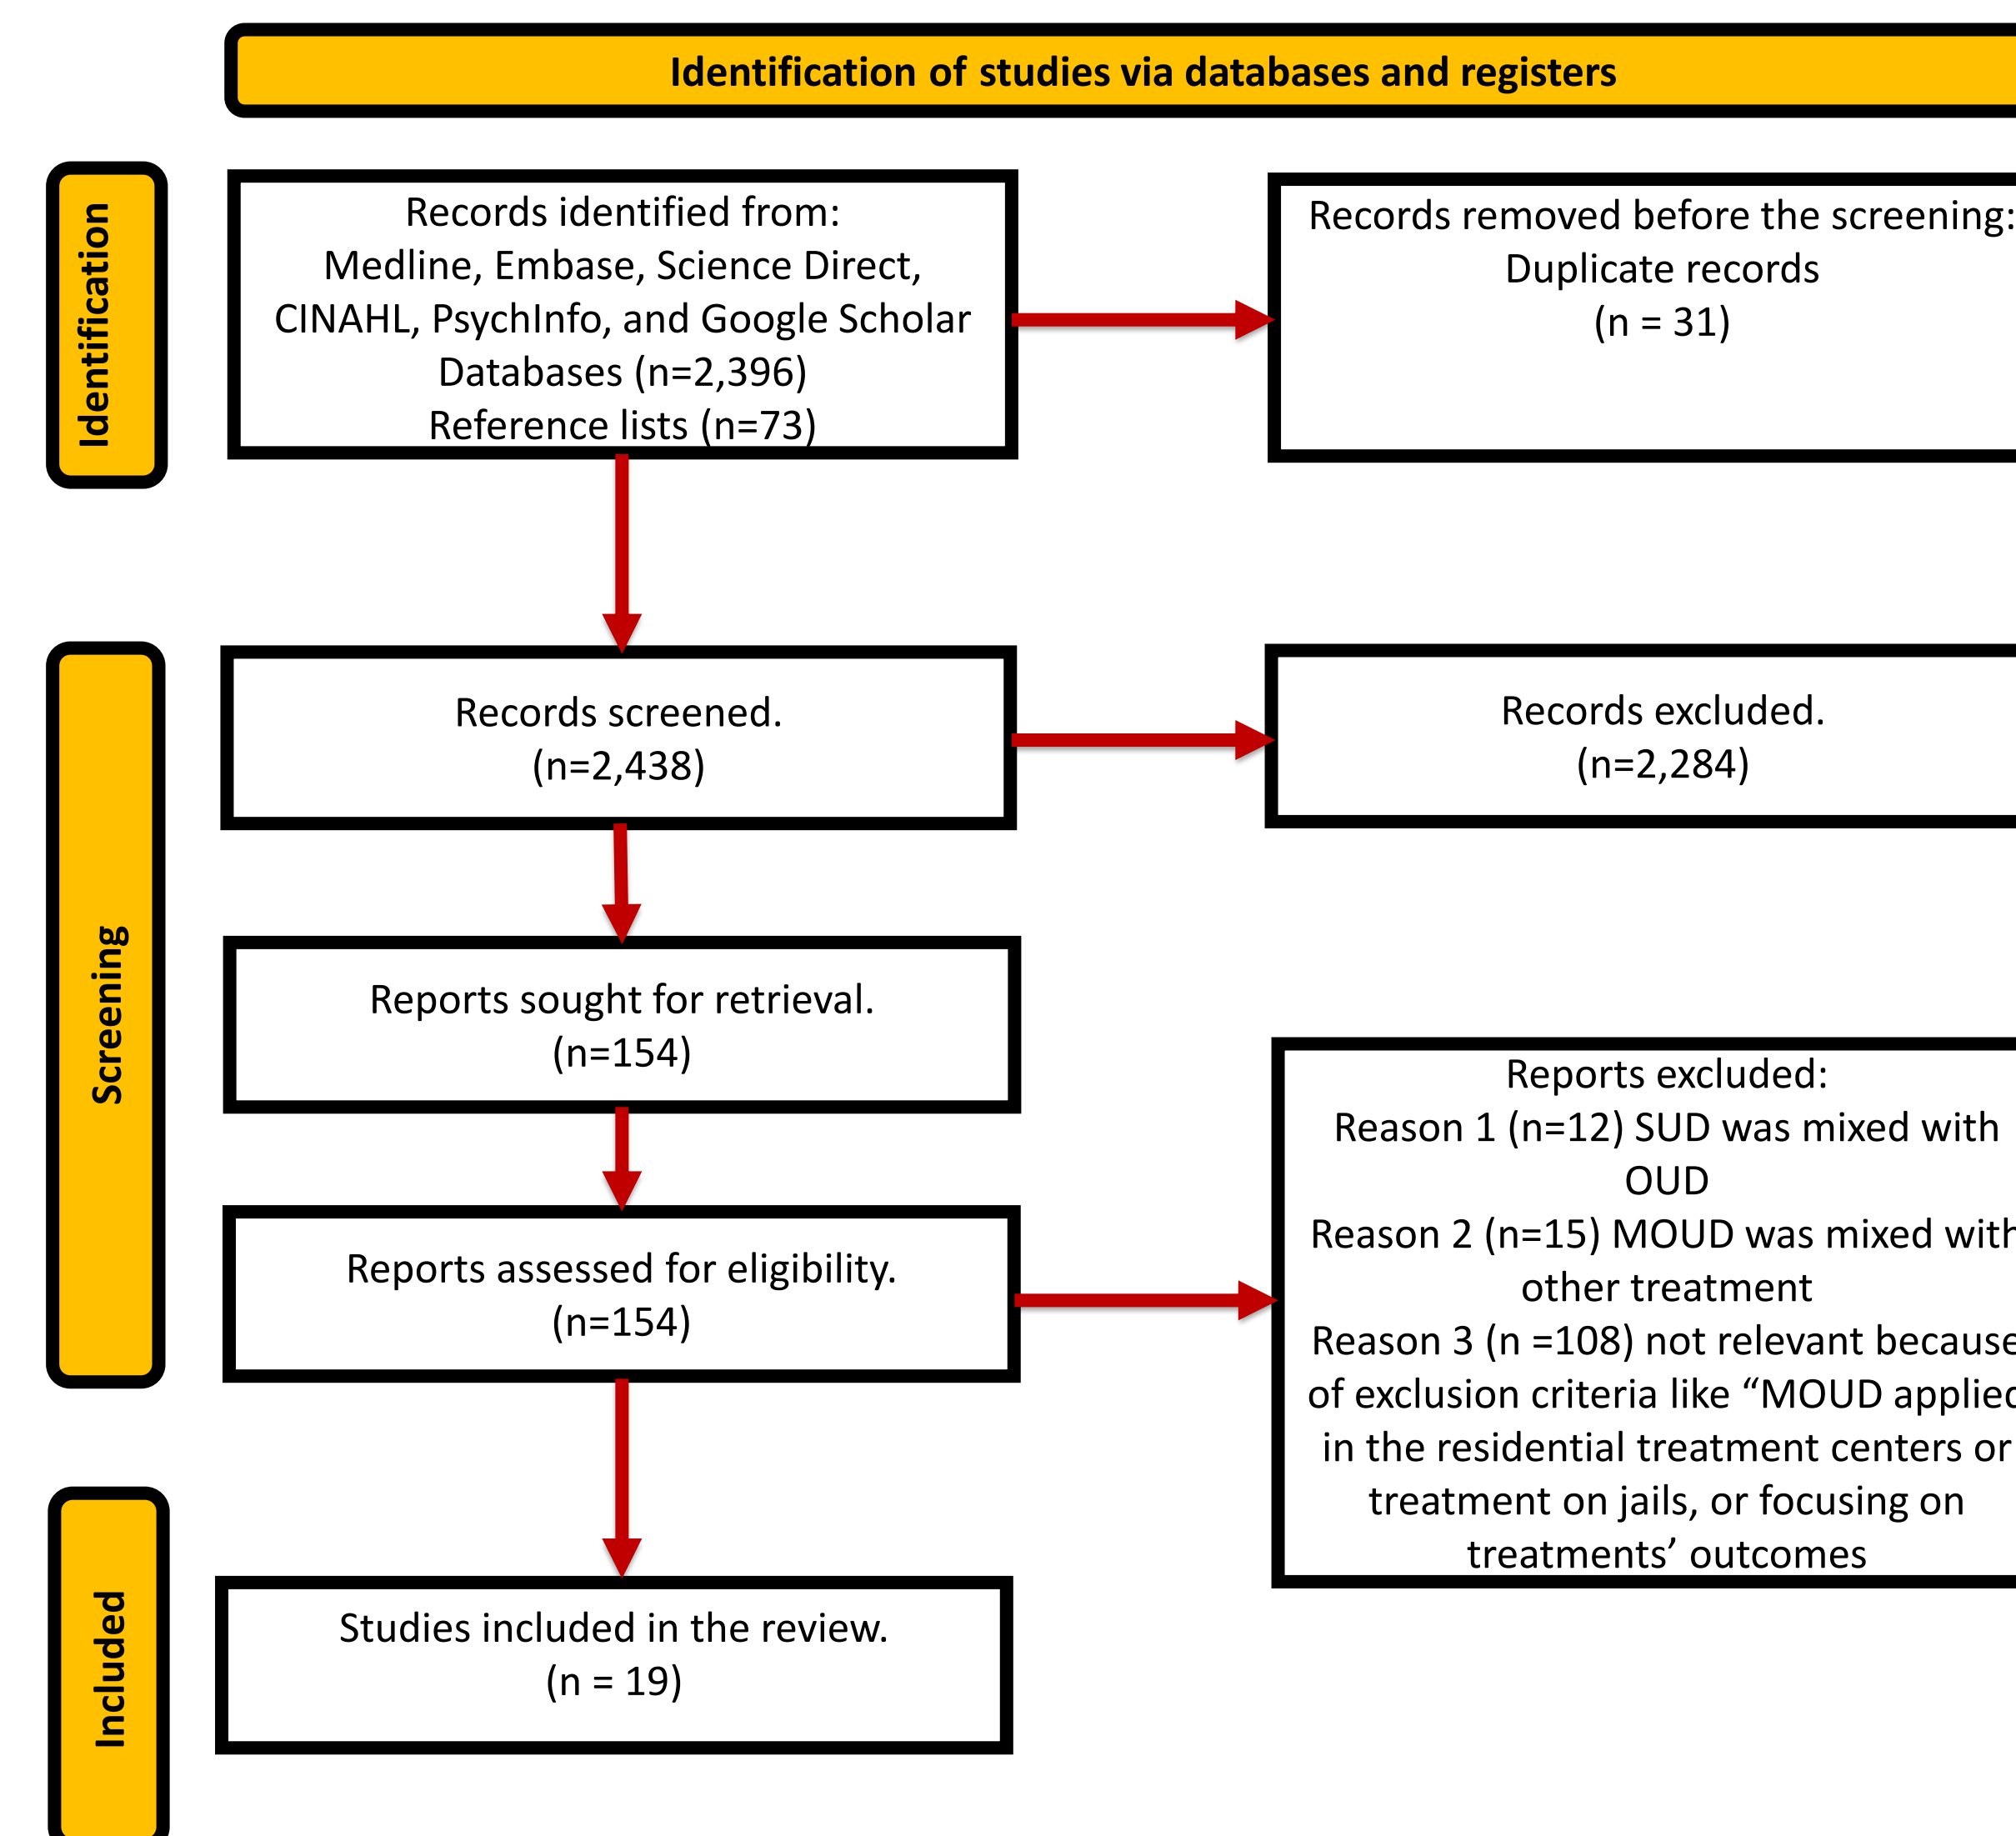 Identification of studies via databases and registers
Identification
Records identified from:
Medline, Embase, Science Direct,
CINAHL, PsychInfo, and Google Scholar
Databases (n=2,396)
Reference lists (n=73)
Records removed before the screening:
Duplicate records
(n = 31)
Screening
Records screened.
(n=2,438)
Records excluded.
(n=2,284)
Reports sought for retrieval.
(n=154)
Reports assessed for eligibility.
(n=154)
Reports excluded:
Reason 1 (n=12) SUD was mixed with
OUD
Reason 2 (n=15) MOUD was mixed with
other treatment
Reason 3 (n =108) not relevant because
of exclusion criteria like “MOUD applied
in the residential treatment centers or
treatment on jails, or focusing on
treatments’ outcomes
Included
Studies included in the review.
(n = 19)